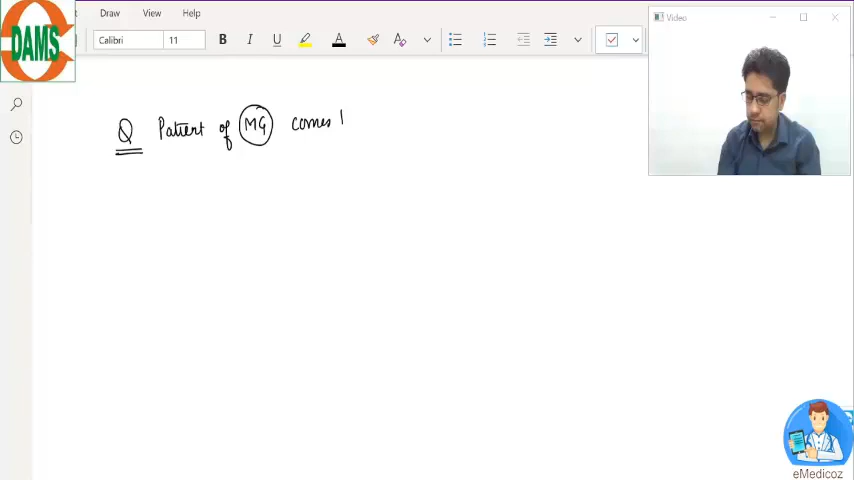 DAMS
Draw View Help
Calibri 11 B I U A A
Video
Q Patient of MG comes
eMedicoz